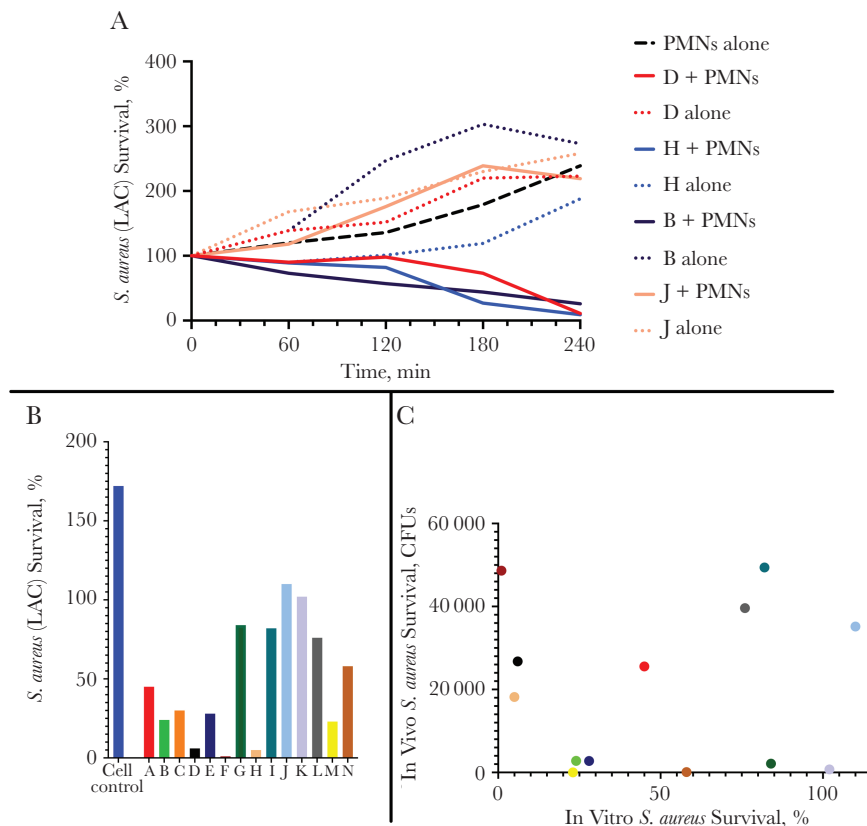 A
S. aureus (LAC) Survival, %
400
300
200
100
0
0 60 120 180 240
Time, min
PMNs alone
D + PMNs
D alone
H + PMNs
H alone
B + PMNs
B alone
J + PMNs
J alone
B
S. aureus (LAC) Survival, %
200
150
100
50
0
Cell control
A B C D E F G H I J K L M N
C
In Vivo S. aureus Survival, CFUs
60 000
40 000
20 000
0
0 50 100
In Vitro S. aureus Survival, %